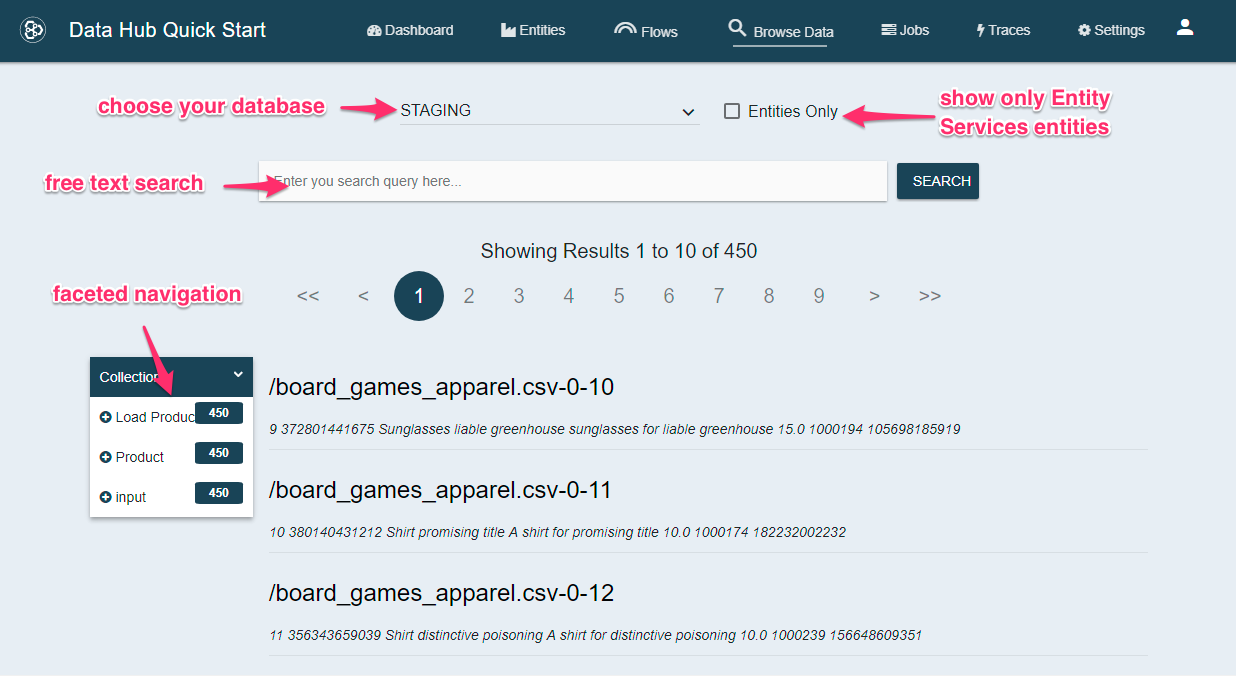 Data Hub Quick Start
Dashboard
Entities
Flows
Browse Data
Jobs
Traces
Settings
choose your database
STAGING
Entities Only
show only Entity
Services entities
free text search
Enter you search query here...
SEARCH
Showing Results 1 to 10 of 450
faceted navigation
<< < 1 2 3 4 5 6 7 8 9 > >>
Collection
Load Produc 450
Product 450
input 450
/board_games_apparel.csv-0-10
9 372801441675 Sunglasses liable greenhouse sunglasses for liable greenhouse 15.0 1000194 105698185919
/board_games_apparel.csv-0-11
10 380140431212 Shirt promising title A shirt for promising title 10.0 1000174 182232002232
/board_games_apparel.csv-0-12
11 356343659039 Shirt distinctive poisoning A shirt for distinctive poisoning 10.0 1000239 156648609351